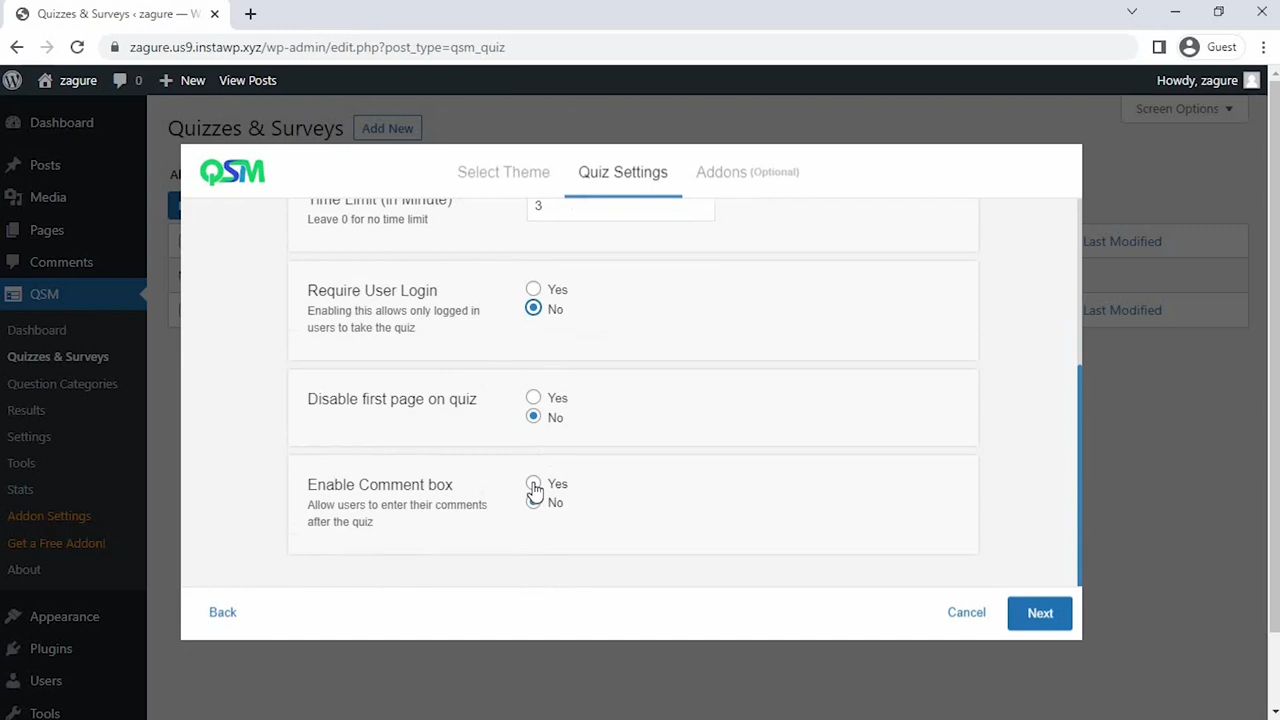 Quizzes & Surveys ‹ zagure — W
zagure.us9.instawp.xyz/wp-admin/edit.php?post_type=qsm_quiz
Guest
zagure
0
New
View Posts
Howdy, zagure
Dashboard
Posts
Media
Pages
Comments
QSM
Dashboard
Quizzes & Surveys
Question Categories
Results
Settings
Tools
Stats
Addon Settings
Get a Free Addon!
About
Appearance
Plugins
Users
Tools
Quizzes & Surveys
Add New
Screen Options
Last Modified
Last Modified
QSM
Select Theme
Quiz Settings
Addons (Optional)
Time Limit (in Minute)
Leave 0 for no time limit
3
Require User Login
Enabling this allows only logged in
users to take the quiz
Yes
No
Disable first page on quiz
Yes
No
Enable Comment box
Allow users to enter their comments
after the quiz
Yes
No
Back
Cancel
Next